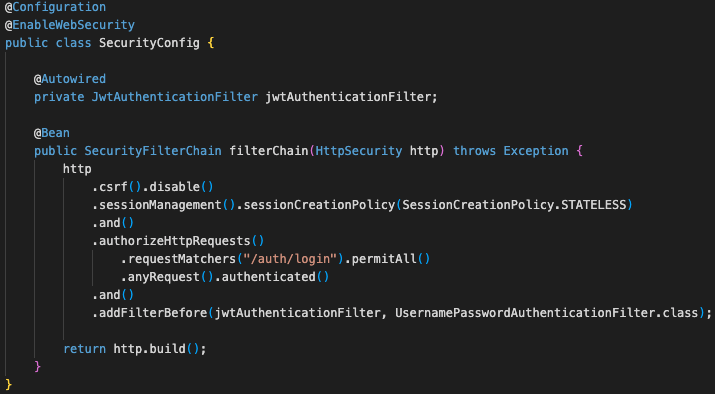 @Configuration
@EnableWebSecurity
public class SecurityConfig {
@Autowired
private JwtAuthenticationFilter jwtAuthenticationFilter;
@Bean
public SecurityFilterChain filterChain(HttpSecurity http) throws Exception {
http
.csrf().disable()
.sessionManagement().sessionCreationPolicy(SessionCreationPolicy.STATELESS)
.and()
.authorizeHttpRequests()
.requestMatchers("/auth/login").permitAll()
.anyRequest().authenticated()
.and()
.addFilterBefore(jwtAuthenticationFilter, UsernamePasswordAuthenticationFilter.class);
return http.build();
}
}